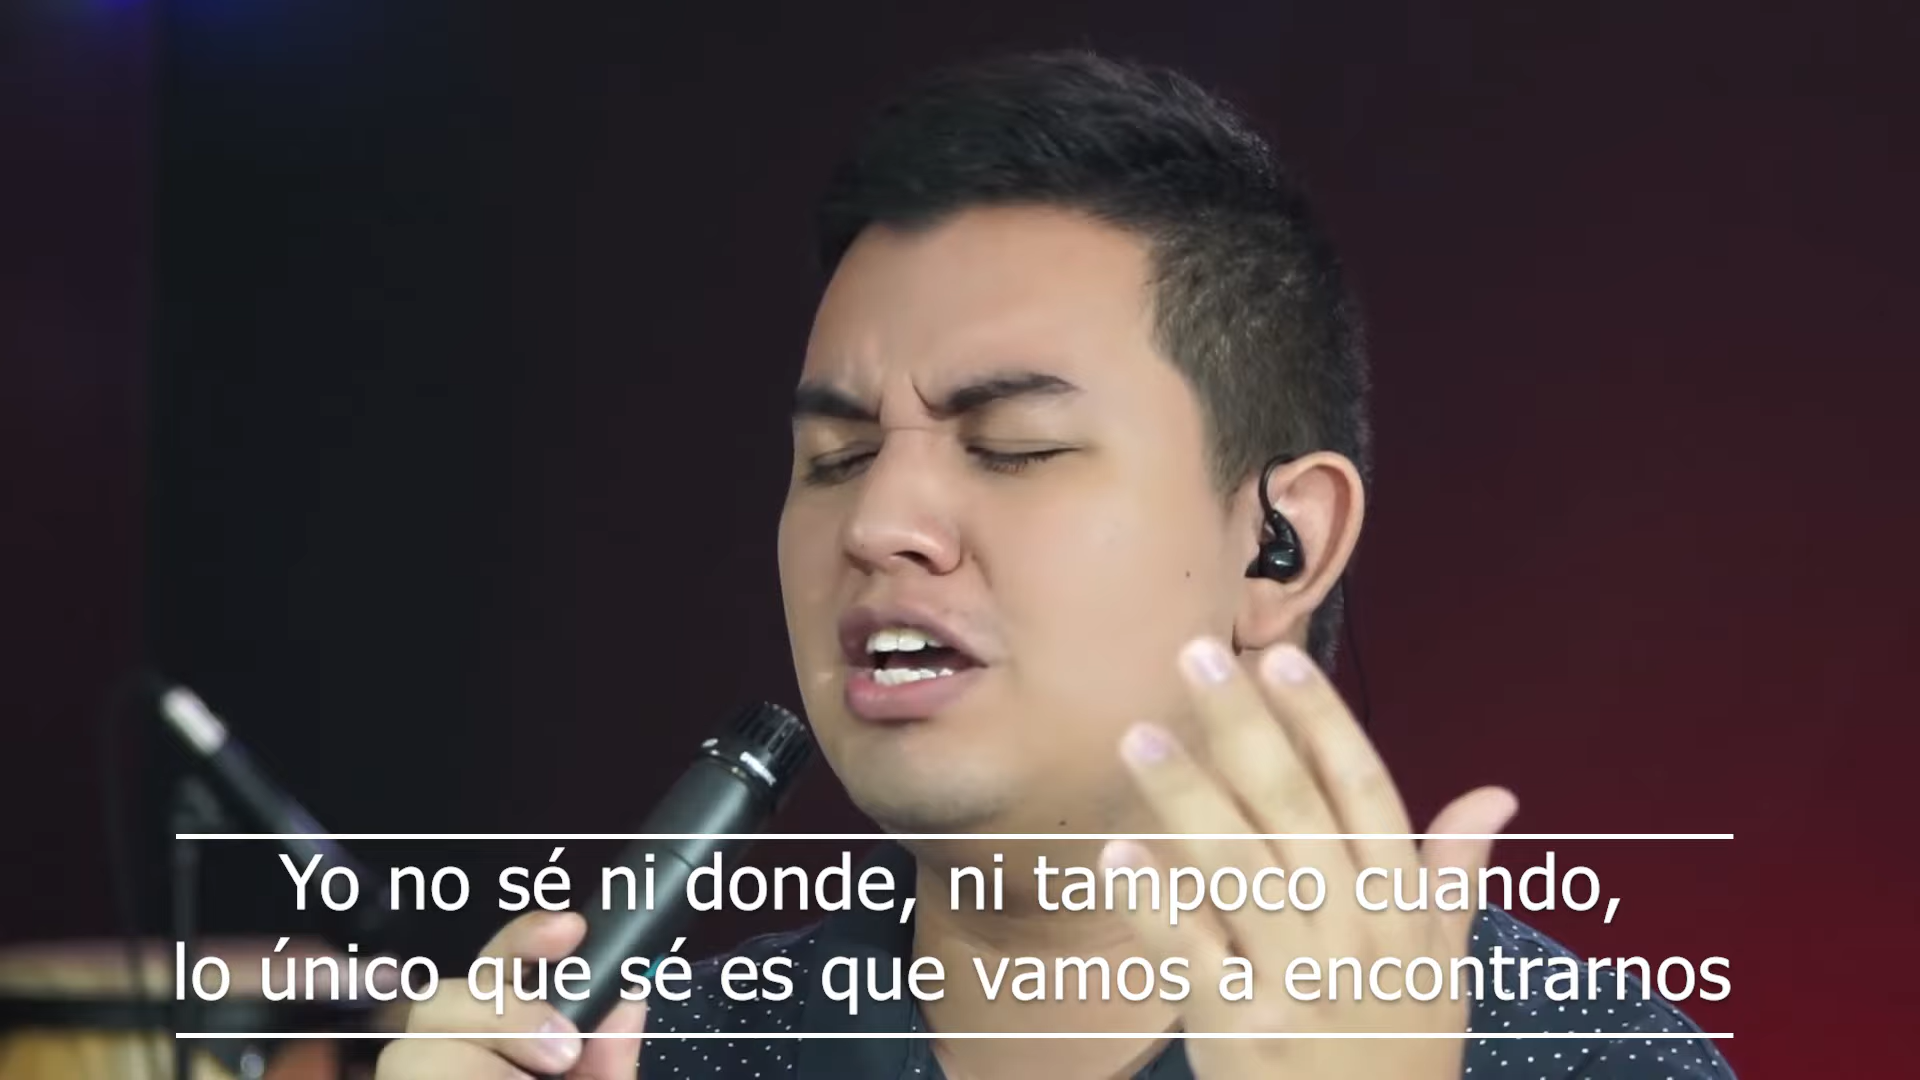 Yo no sé ni donde, ni tampoco cuando,
lo único que sé es que vamos a encontrarnos